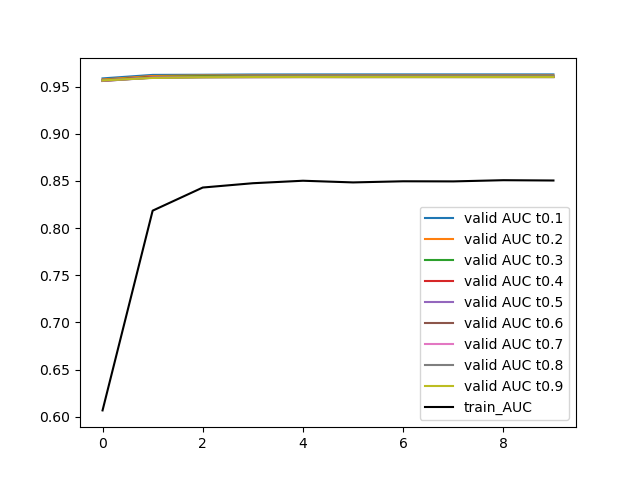 0.95
0.90
0.85
0.80
0.75
0.70
0.65
0.60
0 2 4 6 8
valid AUC t0.1
valid AUC t0.2
valid AUC t0.3
valid AUC t0.4
valid AUC t0.5
valid AUC t0.6
valid AUC t0.7
valid AUC t0.8
valid AUC t0.9
train_AUC